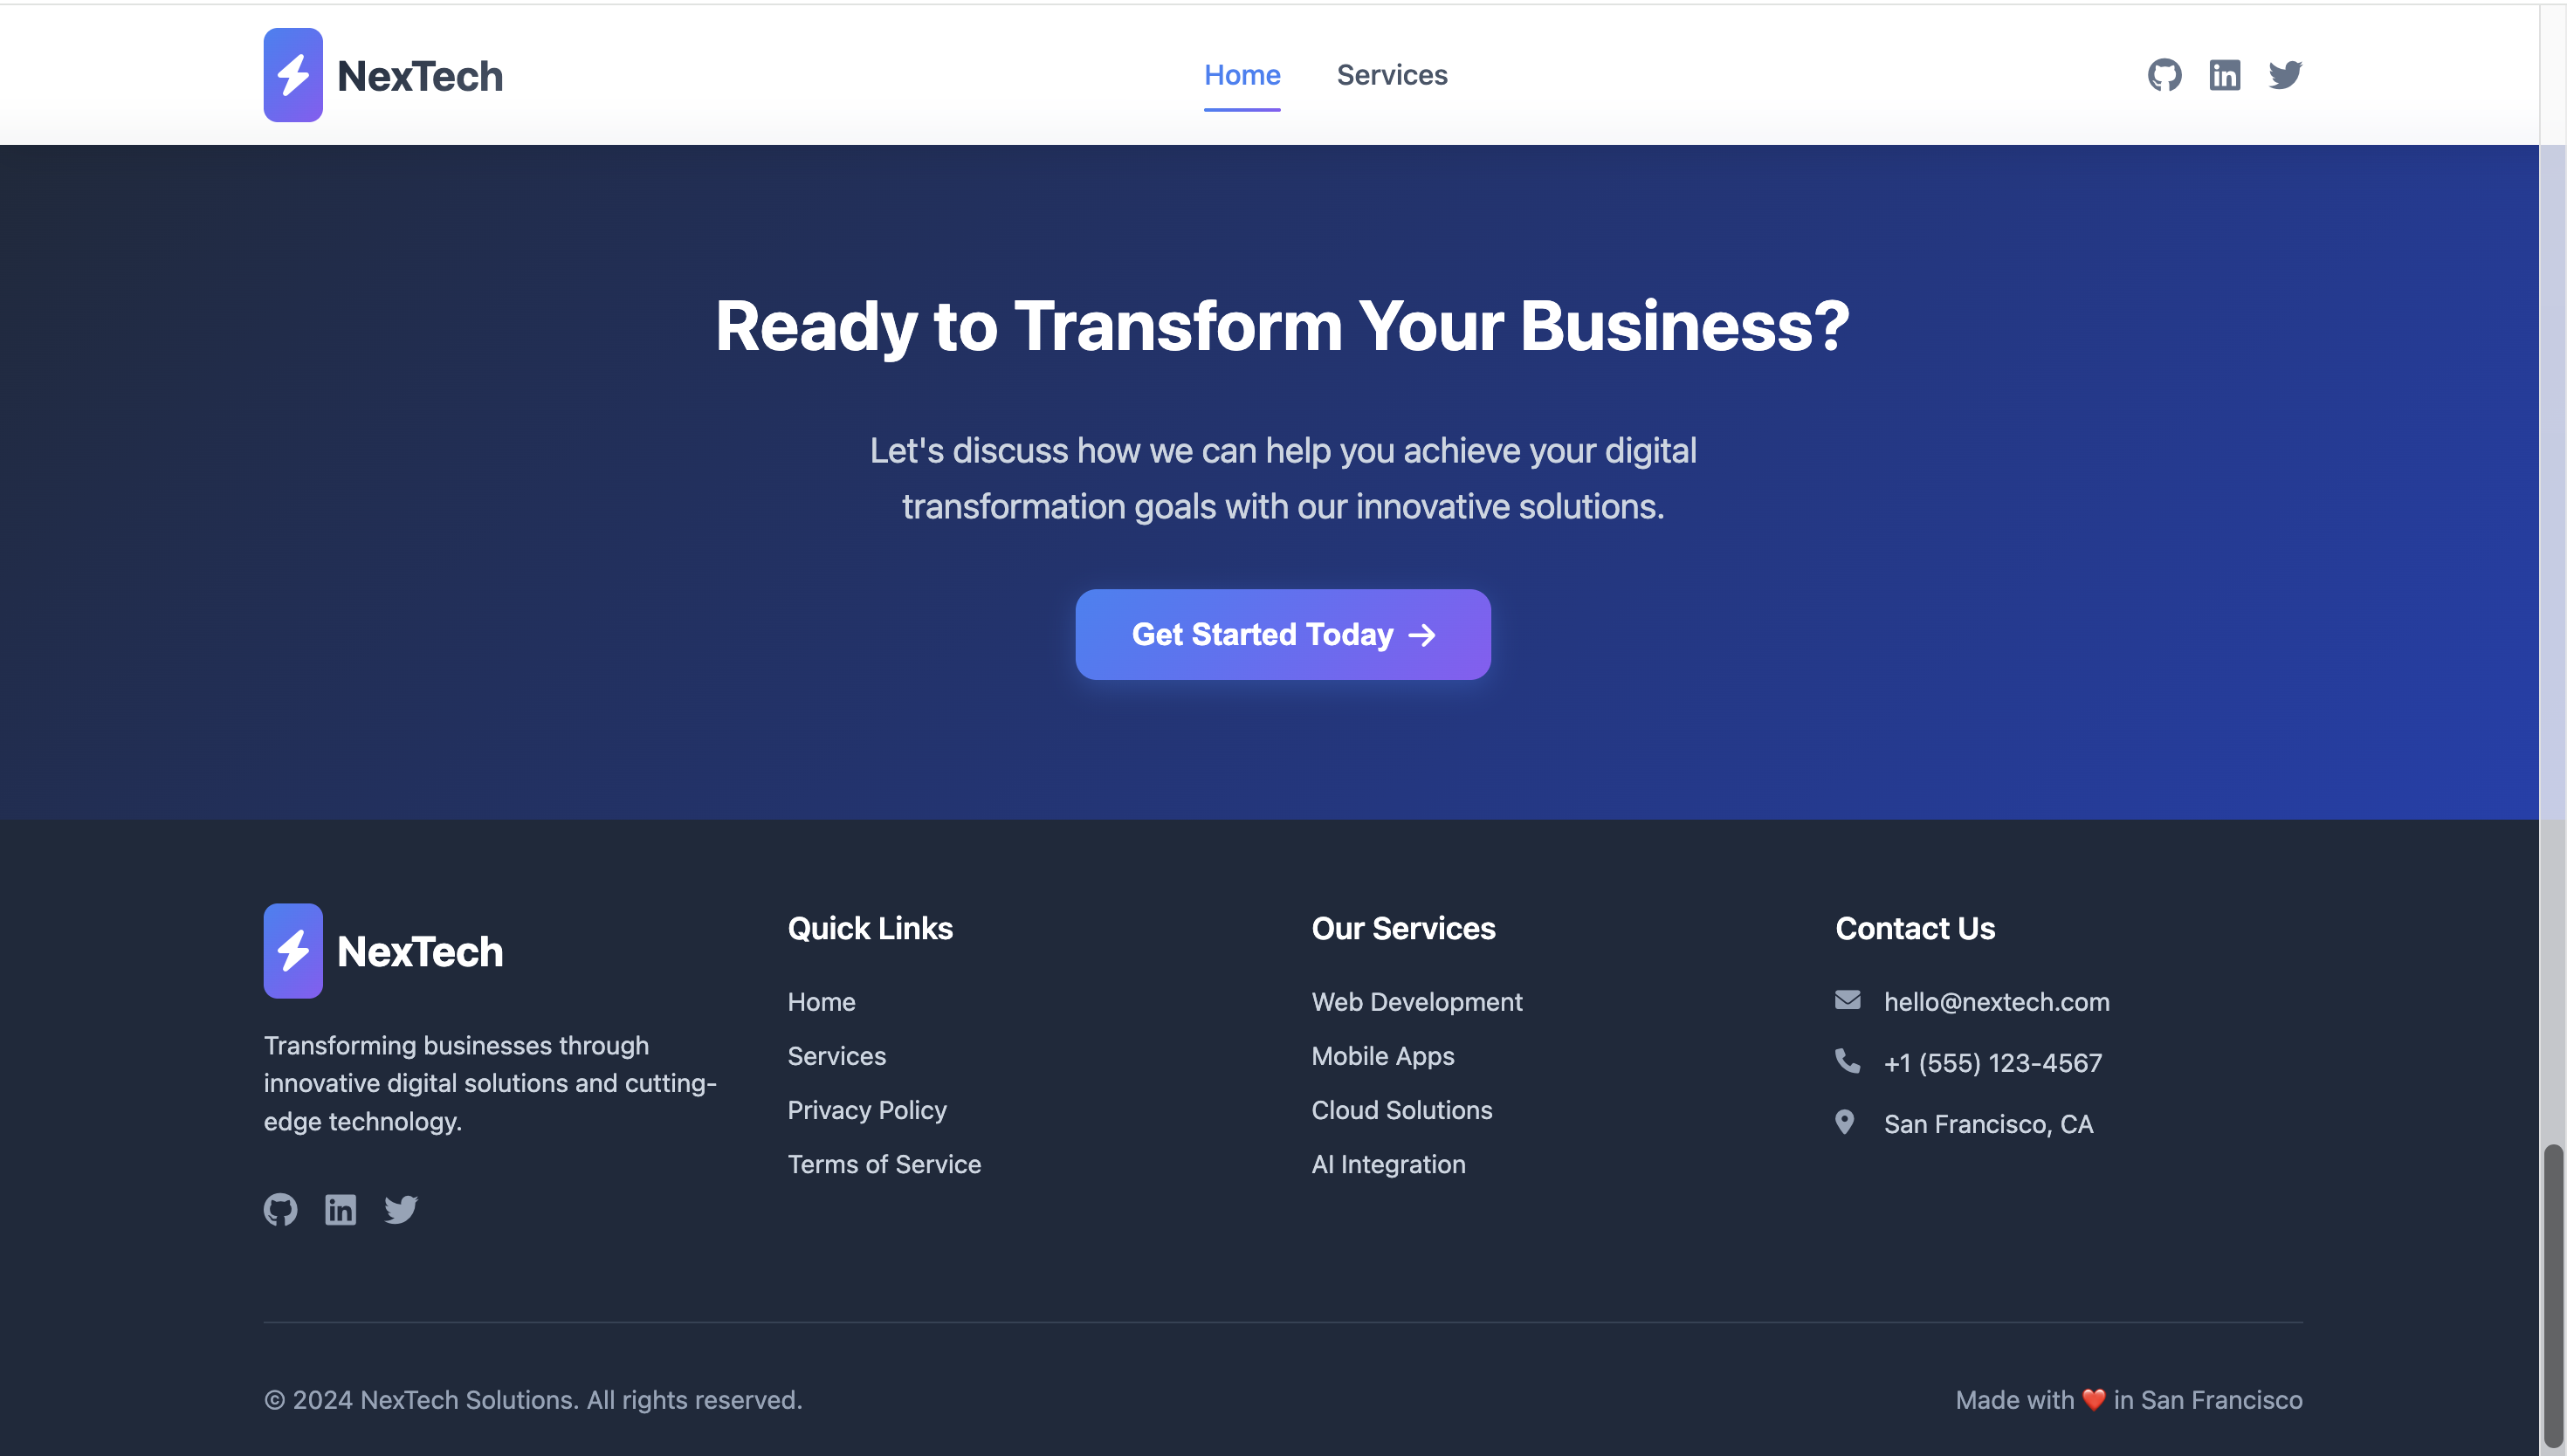 NexTech
Home
Services
Ready to Transform Your Business?
Let's discuss how we can help you achieve your digital
transformation goals with our innovative solutions.
Get Started Today →
NexTech
Transforming businesses through
innovative digital solutions and cutting-
edge technology.
Quick Links
Home
Services
Privacy Policy
Terms of Service
Our Services
Web Development
Mobile Apps
Cloud Solutions
AI Integration
Contact Us
hello@nextech.com
+1 (555) 123-4567
San Francisco, CA
© 2024 NexTech Solutions. All rights reserved.
Made with ❤️ in San Francisco